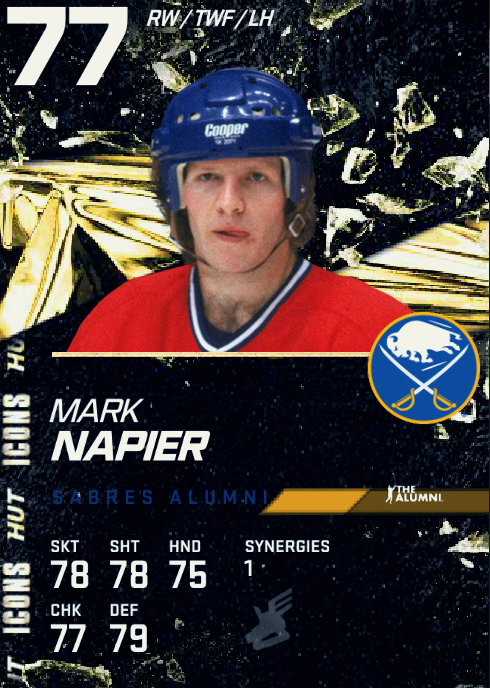 77
RW / TWF / LH
Cooper
MARK
NAPIER
SABRES ALUMNI
THE
ALUMNI
SKT
SHT
HND
SYNERGIES
78
78
75
1
CHK
DEF
77
79
HUT
ICONS
HUT
ICONS